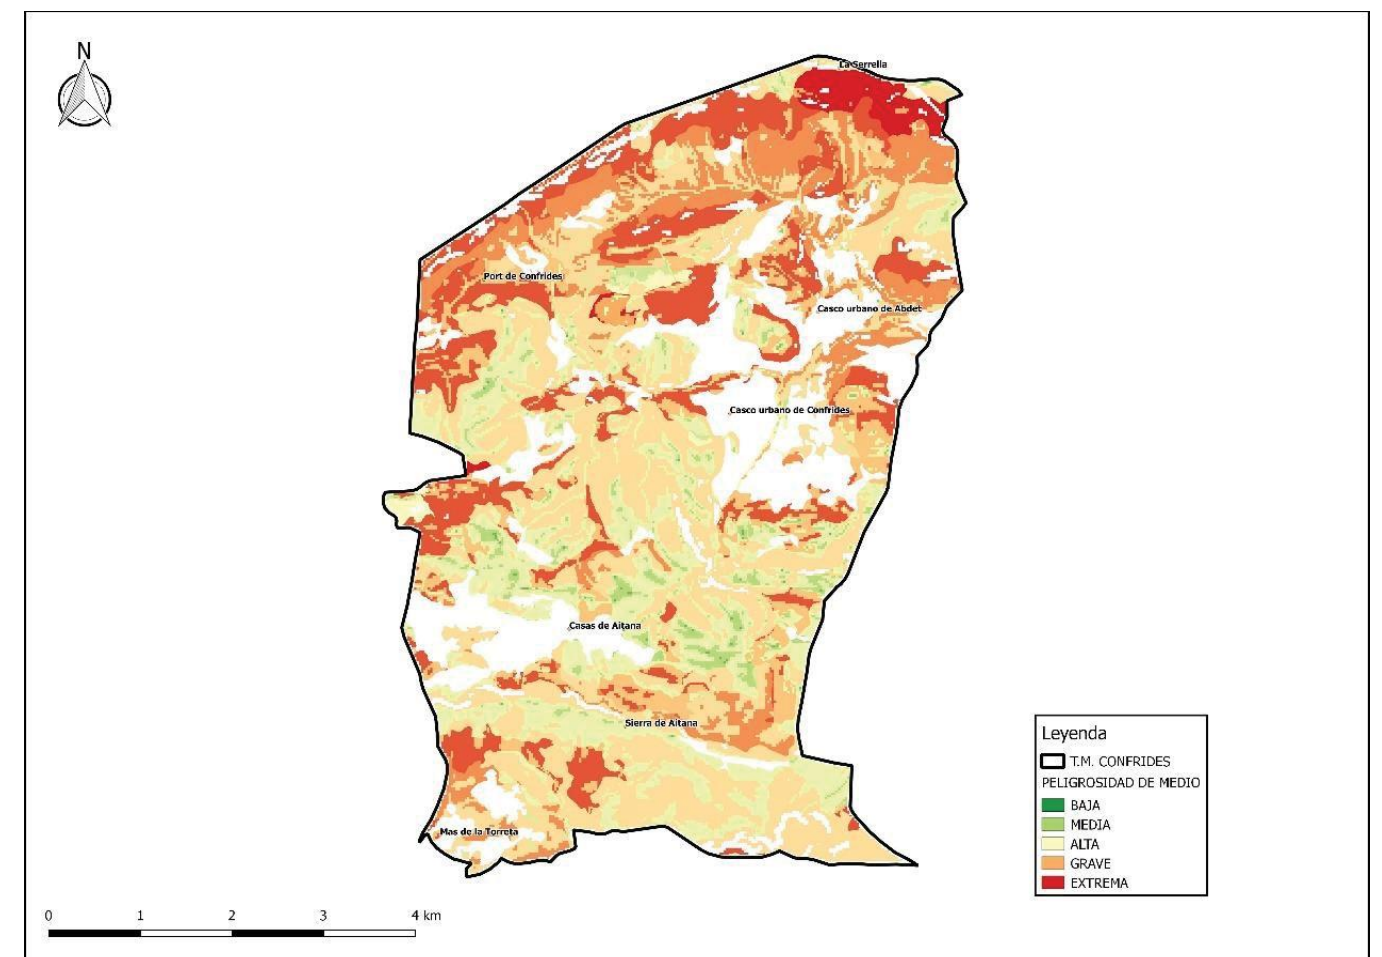 N
La Serrella
Port de Confrides
Casco urbano de Abdet
Casco urbano de Confrides
Casas de Aitana
Sierra de Aitana
Mas de la Torreta
Leyenda
T.M. CONFRIDES
PELIGROSIDAD DE MEDIO
BAJA
MEDIA
ALTA
GRAVE
EXTREMA
0 1 2 3 4 km